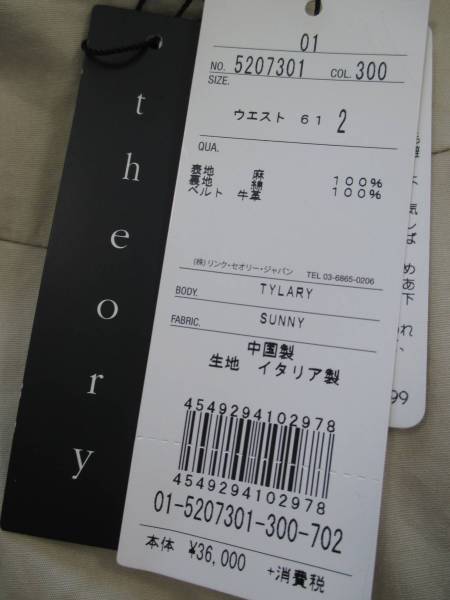 theory
01
NO. 5207301 COL. 300
SIZE.
ウエスト 61 2
QUA.
表地 麻 100%
裏地 綿 100%
ベルト 牛革
(株)リンク・セオリー・ジャパン TEL 03-6865-0206
BODY. TYLARY
FABRIC. SUNNY
中国製
生地 イタリア製
4549294102978
4549294102978
01-5207301-300-702
本体 ¥36,000 +消費税
99